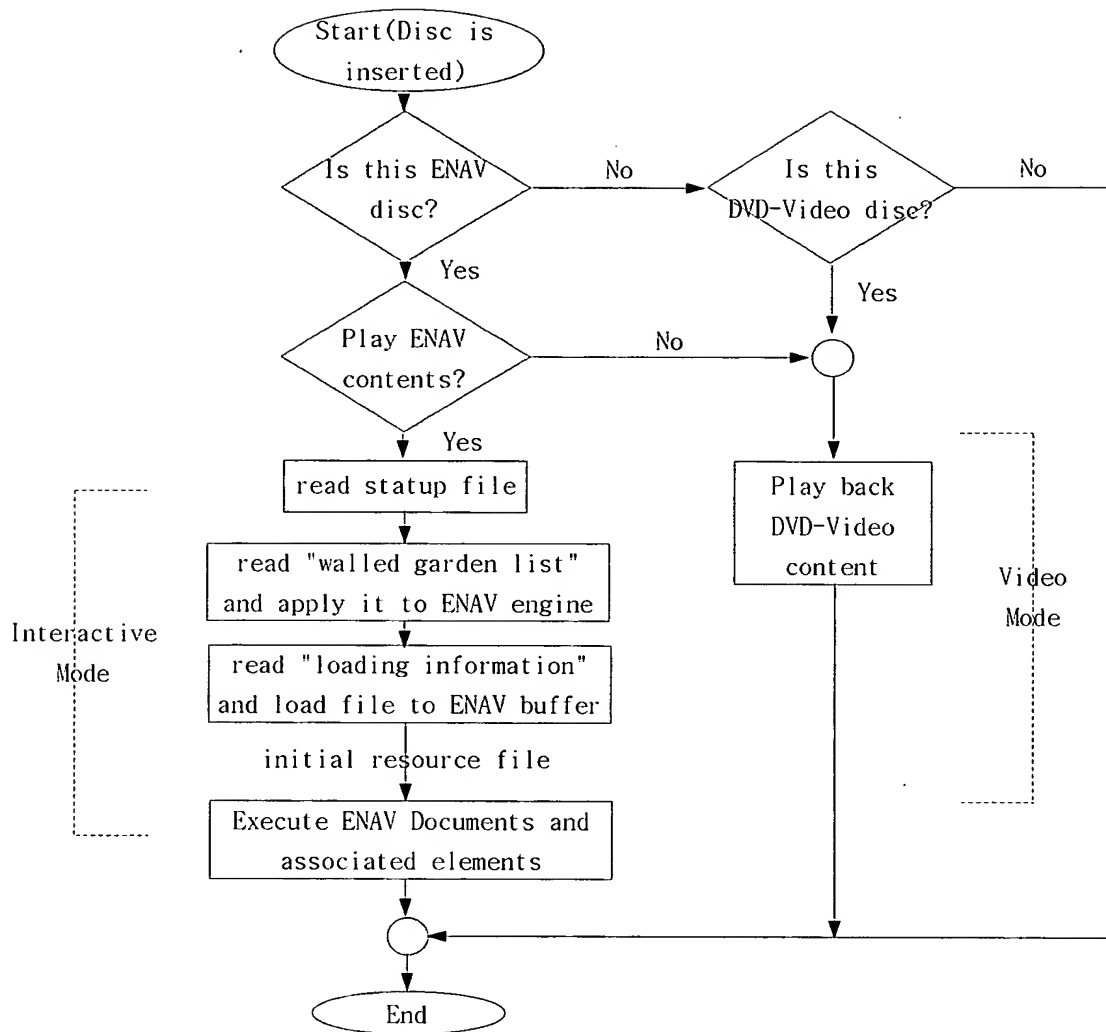 Start(Disc is
inserted)
Is this ENAV
disc?
No
Is this
DVD-Video disc?
No
Yes
Yes
Play ENAV
contents?
No
Yes
read statup file
Play back
DVD-Video
content
read "walled garden list"
and apply it to ENAV engine
Video
Mode
Interactive
Mode
read "loading information"
and load file to ENAV buffer
initial resource file
Execute ENAV Documents and
associated elements
End